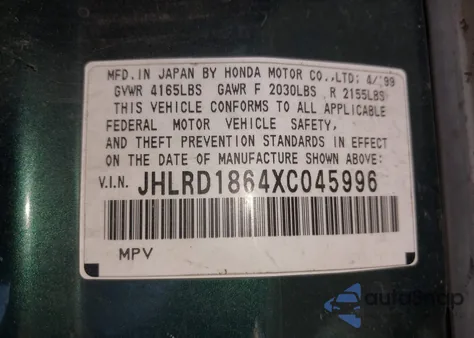 MFD.IN JAPAN BY HONDA MOTOR CO.,LTD: 4/'99
GVWR 4165LBS GAWR F 2030LBS R 2155LBS
THIS VEHICLE CONFORMS TO ALL APPLICABLE
FEDERAL MOTOR VEHICLE SAFETY,
AND THEFT PREVENTION STANDARDS IN EFFECT
ON THE DATE OF MANUFACTURE SHOWN ABOVE:
V.I.N. JHLRD1864XC045996
MPV
autosnap